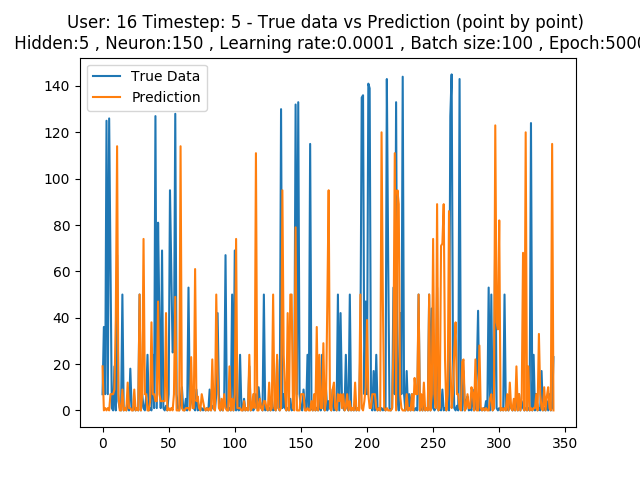 User: 16 Timestep: 5 - True data vs Prediction (point by point)
Hidden:5 , Neuron:150 , Learning rate:0.0001 , Batch size:100 , Epoch:5000
True Data
Prediction
140
120
100
80
60
40
20
0
0 50 100 150 200 250 300 350